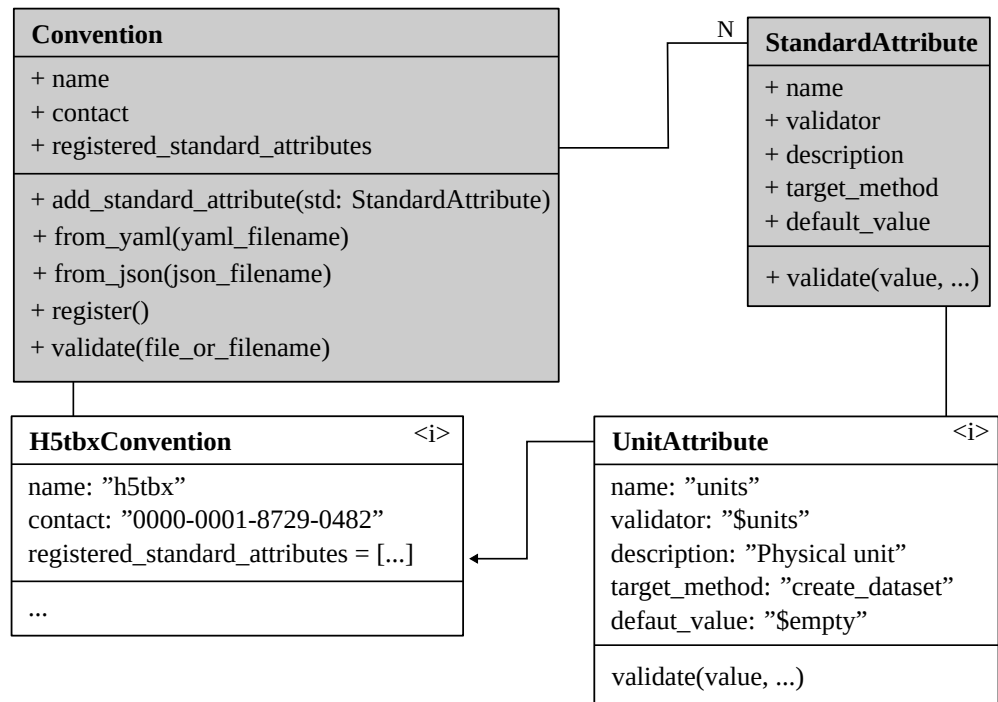 Convention
+ name
+ contact
+ registered_standard_attributes
+ add_standard_attribute(std: StandardAttribute)
+ from_yaml(yaml_filename)
+ from_json(json_filename)
+ register()
+ validate(file_or_filename)
N
StandardAttribute
+ name
+ validator
+ description
+ target_method
+ default_value
+ validate(value, ...)
H5tbxConvention
<i>
name: ”h5tbx”
contact: ”0000-0001-8729-0482”
registered_standard_attributes = [...]
...
UnitAttribute
<i>
name: ”units”
validator: ”$units”
description: ”Physical unit”
target_method: ”create_dataset”
defaut_value: ”$empty”
validate(value, ...)